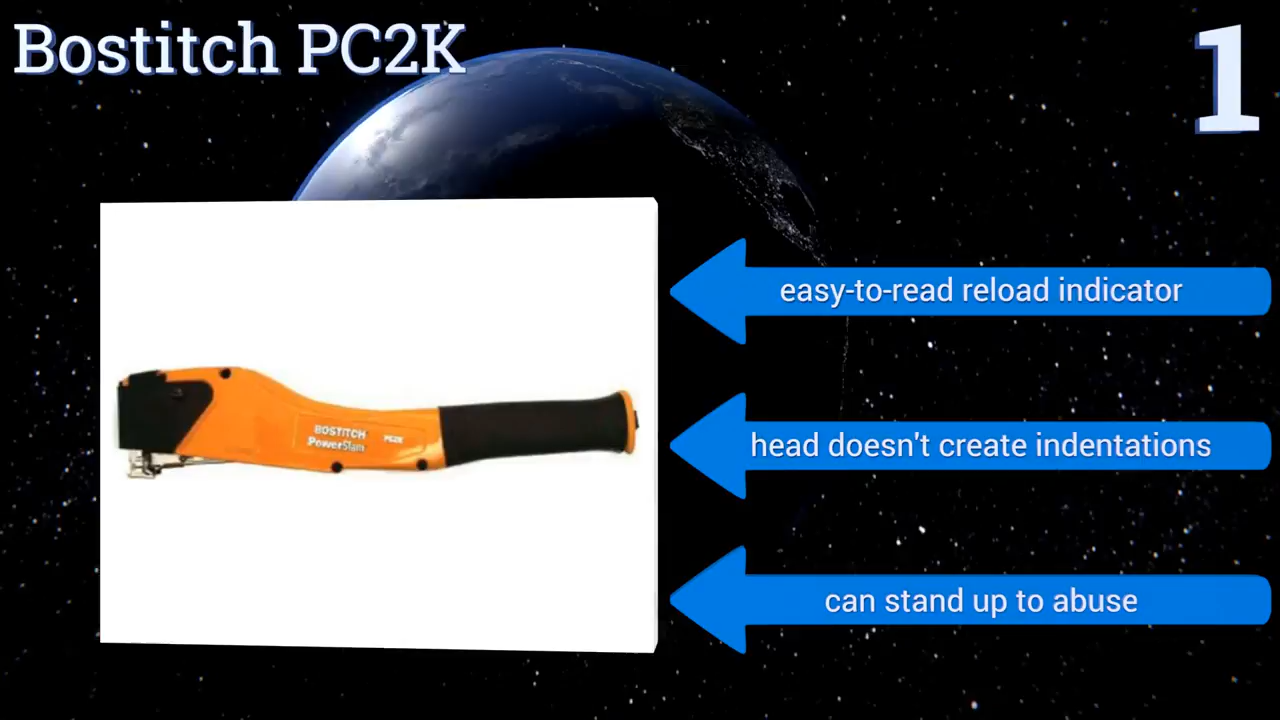 Bostitch PC2K
1
easy-to-read reload indicator
BOSTITCH
PowerSlam
PC2K
head doesn't create indentations
can stand up to abuse